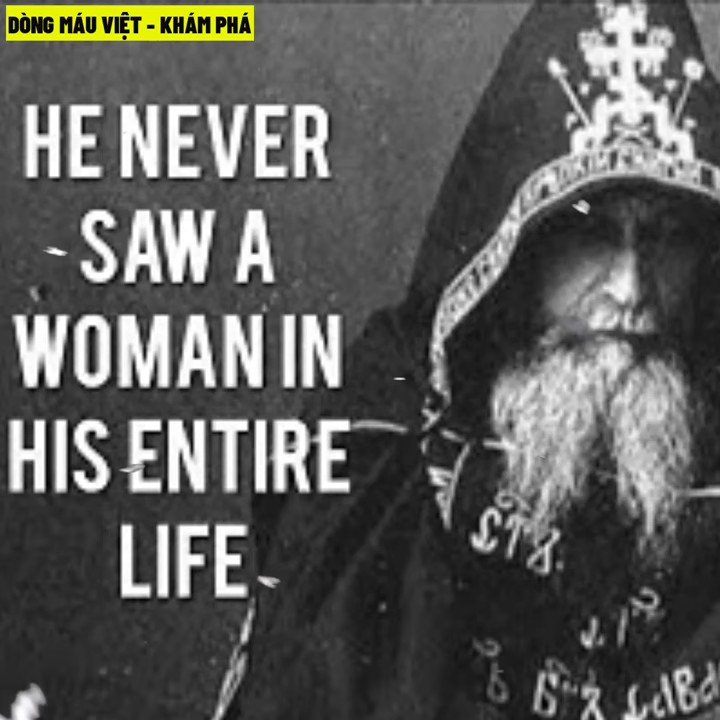 DÒNG MÁU VIỆT - KHÁM PHÁ
HE NEVER
SAW A
WOMAN IN
HIS ENTIRE
LIFE